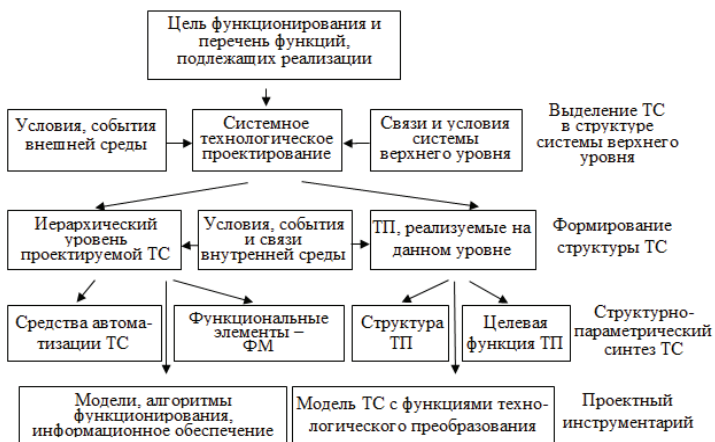 Цель функционирования и
перечень функций,
подлежащих реализации
Условия, события
внешней среды
Системное
технологическое
проектирование
Связи и условия
системы
верхнего уровня
Выделение ТС
в структуре
системы верхнего
уровня
Иерархический
уровень
проектируемой ТС
Условия, события
и связи
внутренней среды
ТП, реализуемые на
данном уровне
Формирование
структуры ТС
Средства автома-
тизации ТС
Функциональные
элементы –
ФМ
Структура
ТП
Целевая
функция ТП
Структурно-
параметрический
синтез ТС
Модели, алгоритмы
функционирования,
информационное обеспечение
Модель ТС с функциями техно-
логического преобразования
Проектный
инструментарий